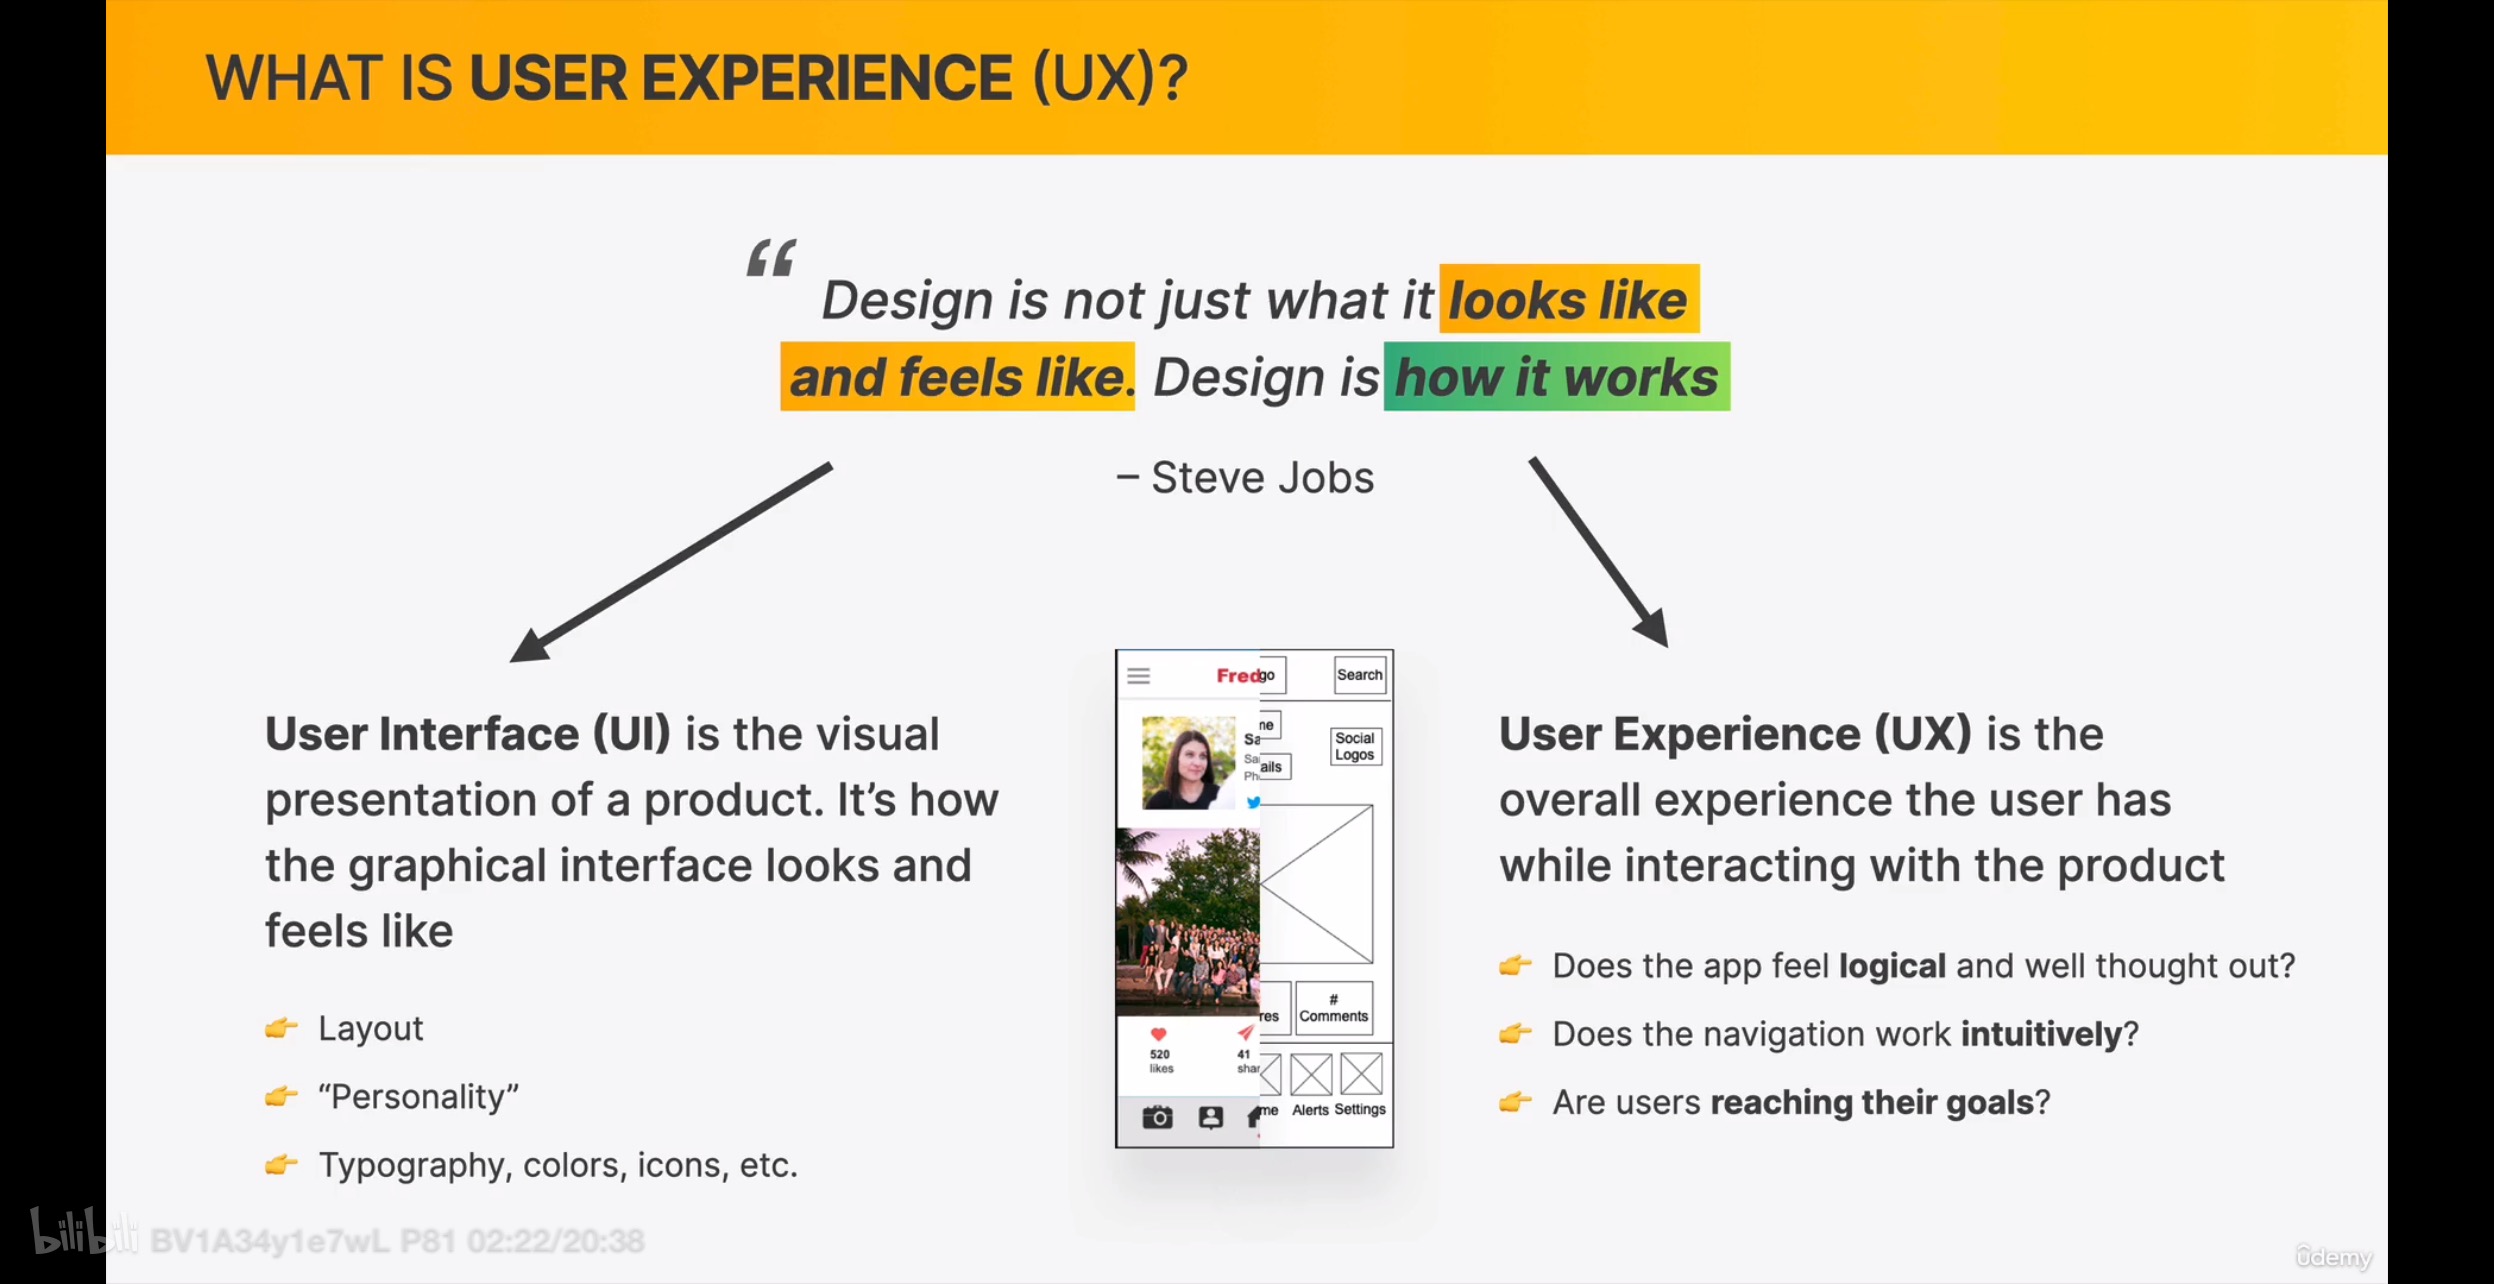 WHAT IS USER EXPERIENCE (UX)?
“
Design is not just what it looks like
and feels like. Design is how it works
– Steve Jobs
User Interface (UI) is the visual
presentation of a product. It’s how
the graphical interface looks and
feels like
Layout
“Personality”
Typography, colors, icons, etc.
Fred
go
Search
me
Sa
Social
Logos
Sa
ails
Ph
520
likes
41
shar
res
#
Comments
me
Alerts
Settings
User Experience (UX) is the
overall experience the user has
while interacting with the product
Does the app feel logical and well thought out?
Does the navigation work intuitively?
Are users reaching their goals?
bilibili BV1A34y1e7wL P81 02:22/20:38
ûdemy